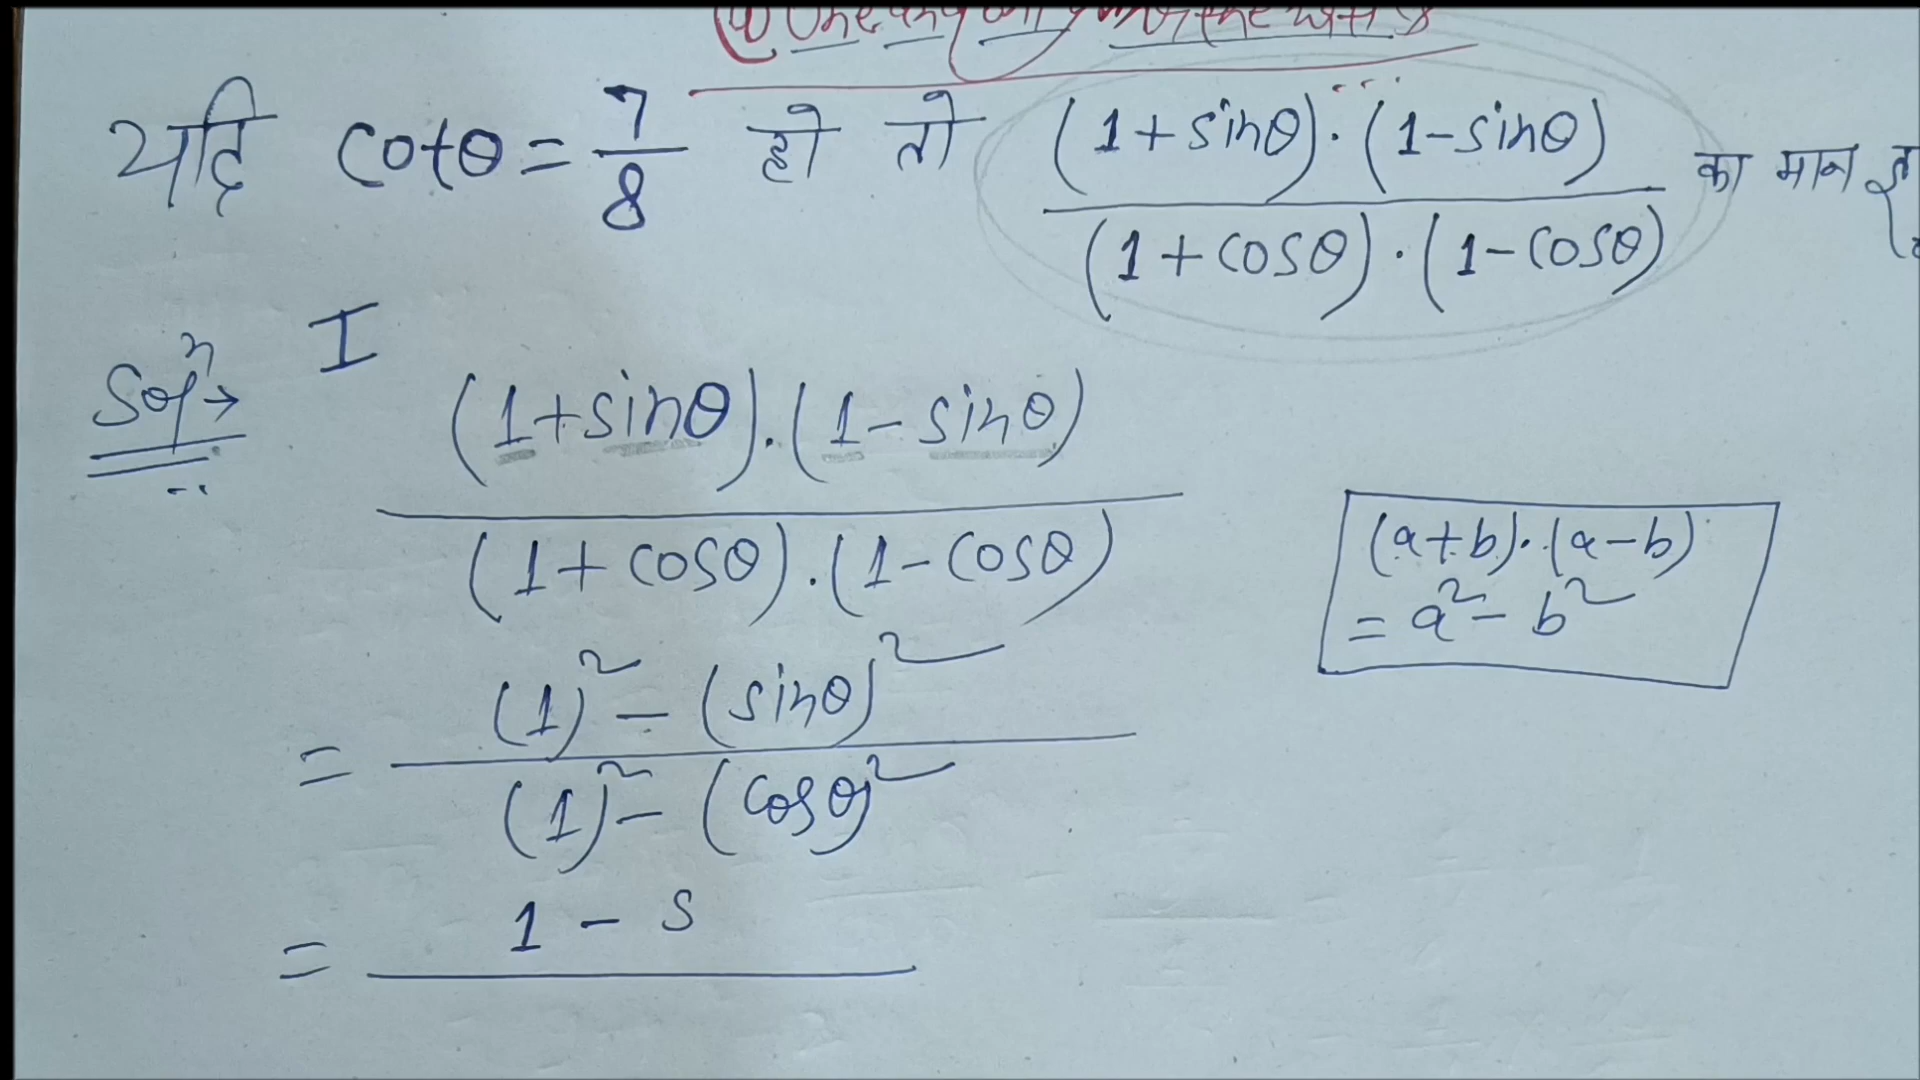 यदि cotθ = 7/8 हो तो (1+sinθ)·(1-sinθ) / (1+cosθ)·(1-cosθ) का मान
Solⁿ→ I
(1+sinθ)·(1-sinθ) / (1+cosθ)·(1-cosθ)
(a+b)·(a-b)
= a² - b²
= (1)² - (sinθ)² / (1)² - (cosθ)²
= 1 - s